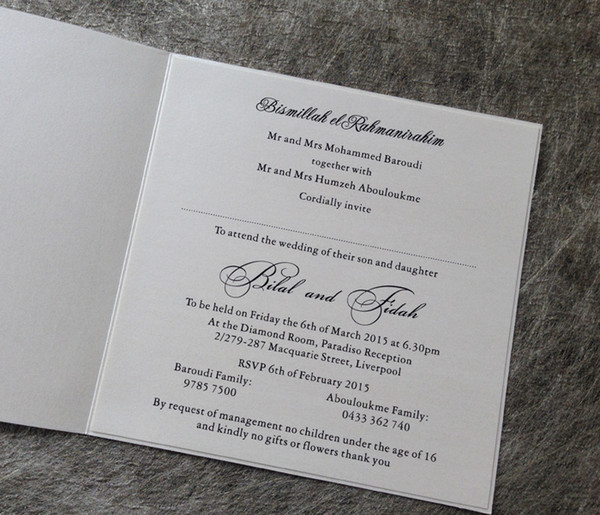 Bismillah el Rahmanirahim
Mr and Mrs Mohammed Baroudi
together with
Mr and Mrs Humzeh Abouloukme
Cordially invite
To attend the wedding of their son and daughter
Bilal and Fidah
To be held on Friday the 6th of March 2015 at 6.30pm
At the Diamond Room, Paradiso Reception
2/279-287 Macquarie Street, Liverpool
RSVP 6th of February 2015
Baroudi Family:
9785 7500
Abouloukme Family:
0433 362 740
By request of management no children under the age of 16
and kindly no gifts or flowers thank you